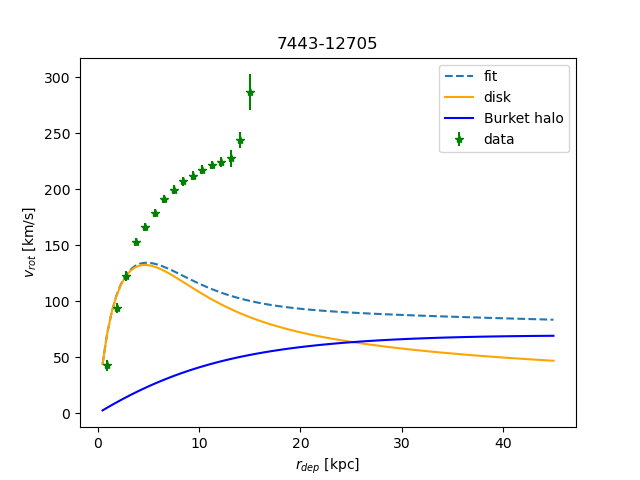 7443-12705
300
250
200
150
100
50
0
v_rot [km/s]
fit
disk
Burket halo
data
0 10 20 30 40
r_dep [kpc]